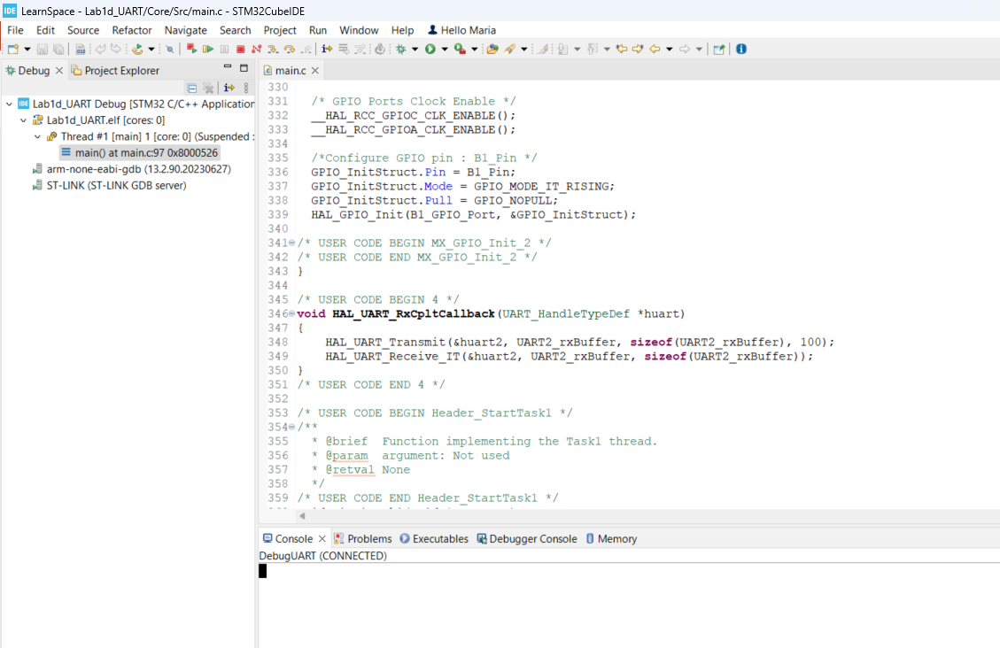 LearnSpace - Lab1d_UART/Core/Src/main.c - STM32CubeIDE
File Edit Source Refactor Navigate Search Project Run Window Help Hello Maria
Debug Project Explorer
Lab1d_UART Debug [STM32 C/C++ Application
Lab1d_UART.elf [cores: 0]
Thread #1 [main] 1 [core: 0] (Suspended :
main() at main.c:97 0x8000526
arm-none-eabi-gdb (13.2.90.20230627)
ST-LINK (ST-LINK GDB server)
main.c
330
331 /* GPIO Ports Clock Enable */
332 __HAL_RCC_GPIOC_CLK_ENABLE();
333 __HAL_RCC_GPIOA_CLK_ENABLE();
334
335 /*Configure GPIO pin : B1_Pin */
336 GPIO_InitStruct.Pin = B1_Pin;
337 GPIO_InitStruct.Mode = GPIO_MODE_IT_RISING;
338 GPIO_InitStruct.Pull = GPIO_NOPULL;
339 HAL_GPIO_Init(B1_GPIO_Port, &GPIO_InitStruct);
340
341 /* USER CODE BEGIN MX_GPIO_Init_2 */
342 /* USER CODE END MX_GPIO_Init_2 */
343 }
344
345 /* USER CODE BEGIN 4 */
346 void HAL_UART_RxCpltCallback(UART_HandleTypeDef *huart)
347 {
348 HAL_UART_Transmit(&huart2, UART2_rxBuffer, sizeof(UART2_rxBuffer), 100);
349 HAL_UART_Receive_IT(&huart2, UART2_rxBuffer, sizeof(UART2_rxBuffer));
350 }
351 /* USER CODE END 4 */
352
353 /* USER CODE BEGIN Header_StartTask1 */
354 /**
355 * @brief Function implementing the Task1 thread.
356 * @param argument: Not used
357 * @retval None
358 */
359 /* USER CODE END Header_StartTask1 */
Console Problems Executables Debugger Console Memory
DebugUART (CONNECTED)